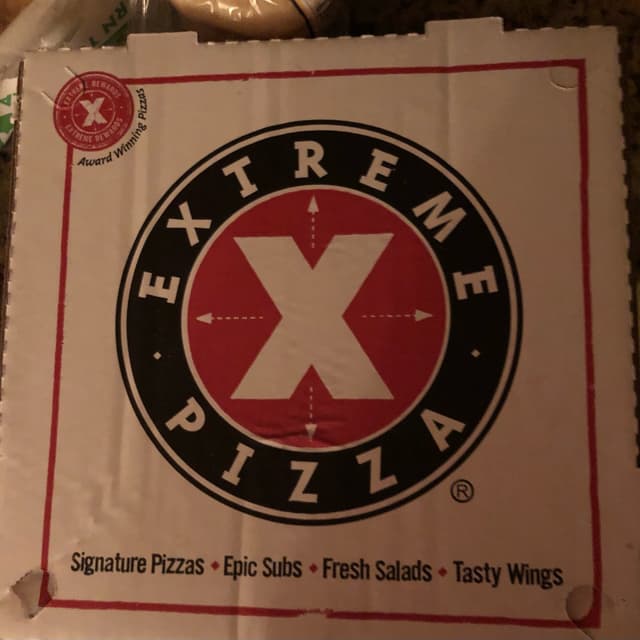 EXTREME REWARDS
X
EXTREME REWARDS
Award Winning Pizzas
EXTREME
X
PIZZA
®
Signature Pizzas • Epic Subs • Fresh Salads • Tasty Wings